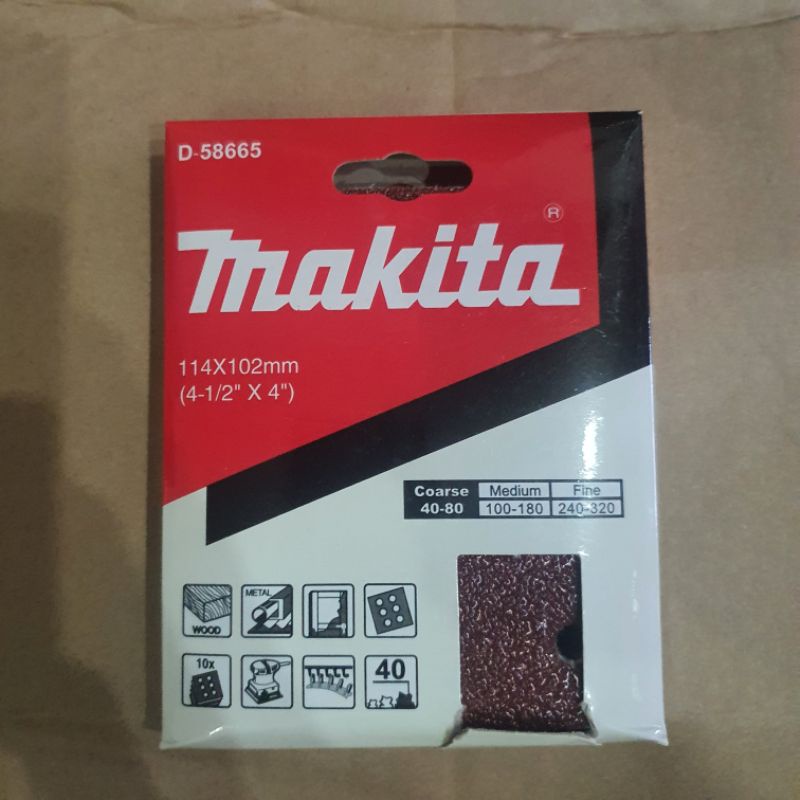 D-58665
makita ®
114X102mm
(4-1/2" X 4")
Coarse Medium Fine
40-80 100-180 240-320
WOOD METAL
10x 40